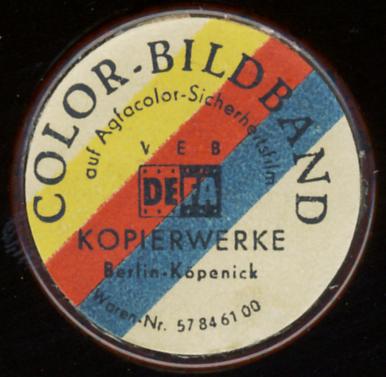 COLOR-BILDBAND
auf Agfacolor-Sicherheitsfilm
VEB
DEFA
KOPIERWERKE
Berlin-Köpenick
Waren-Nr. 57 84 61 00